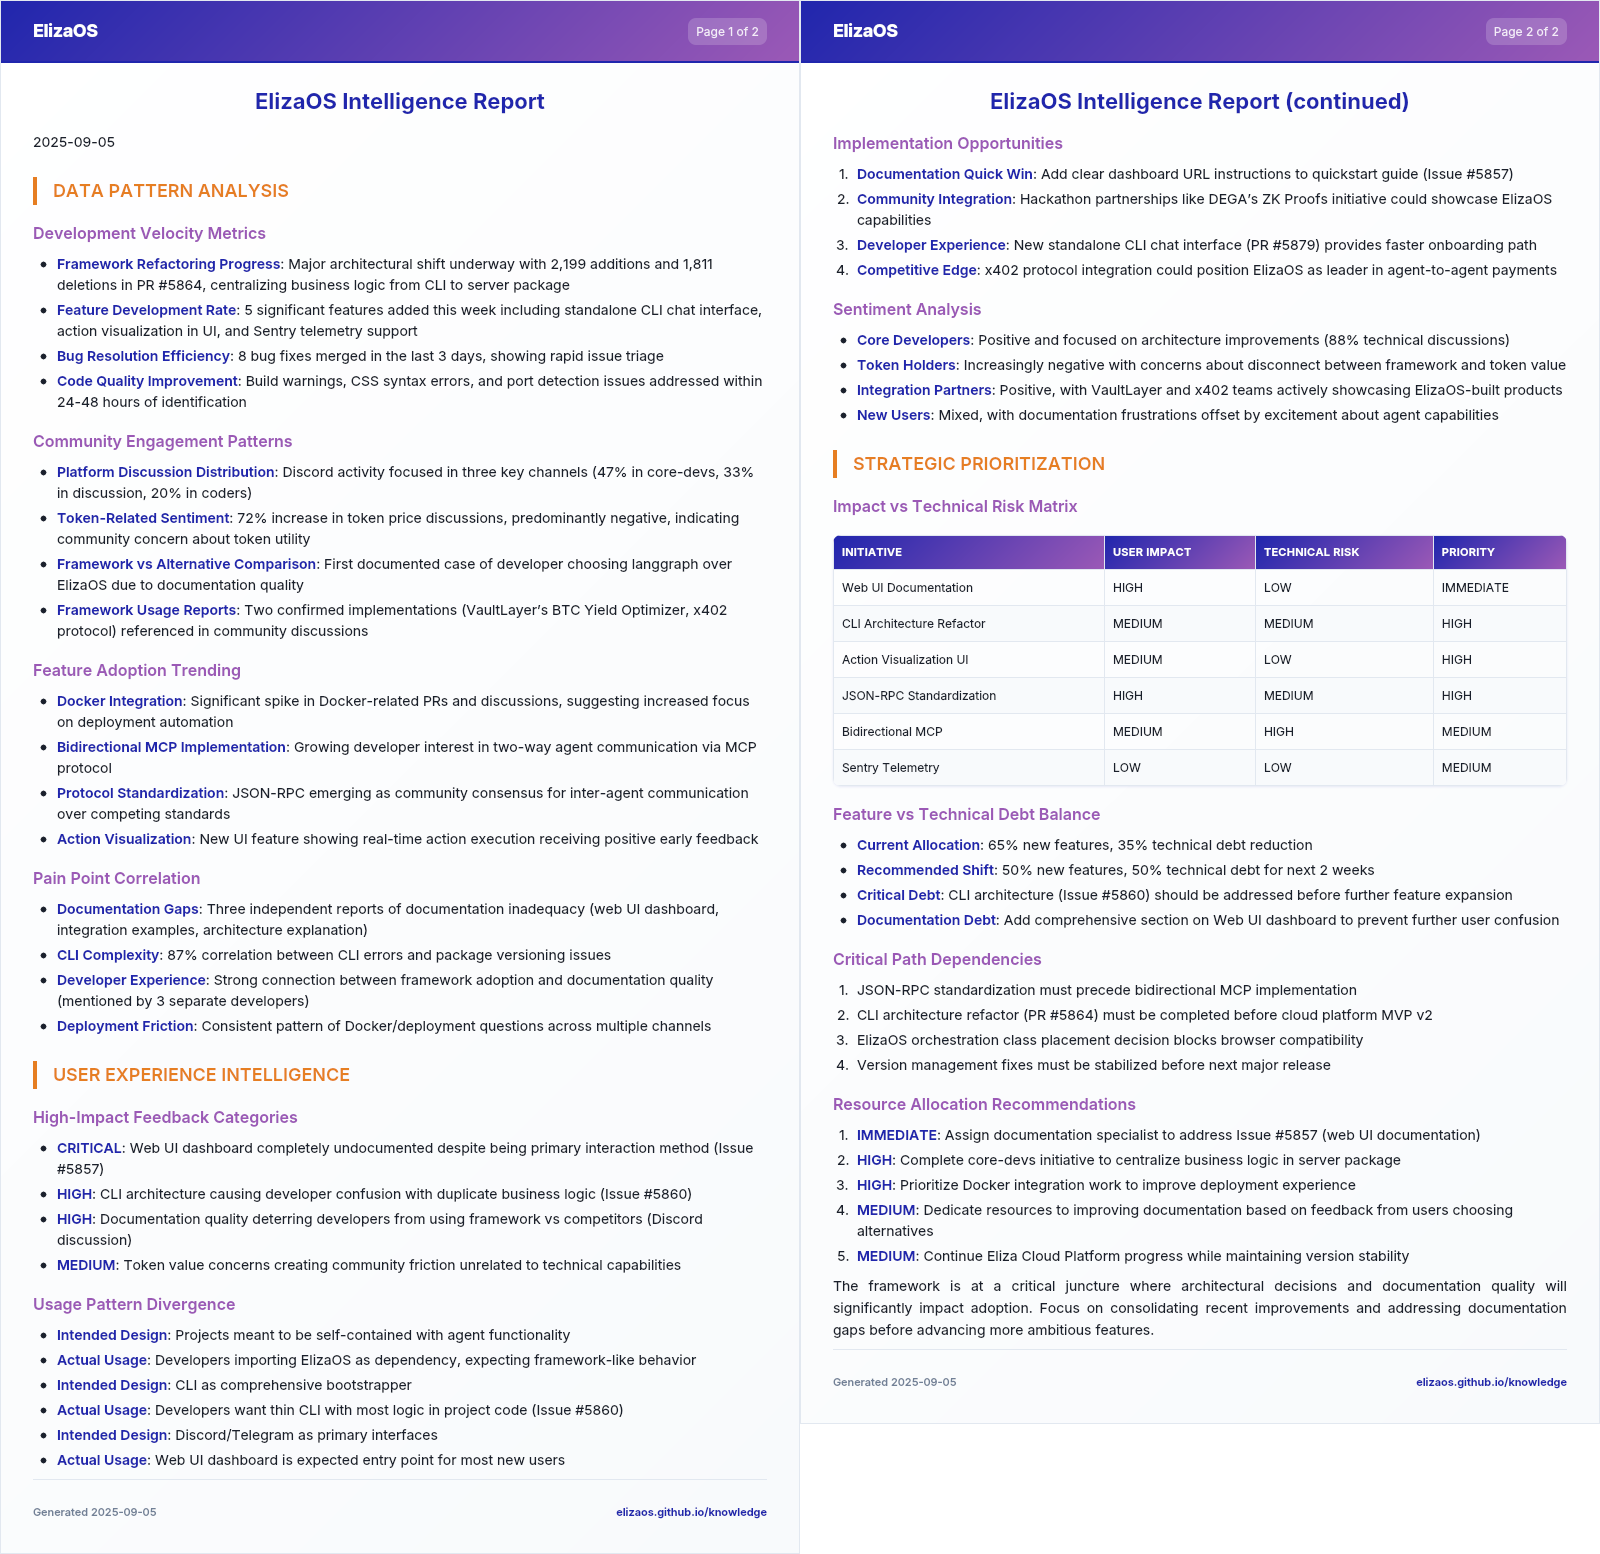 ElizaOS
Page 1 of 2
ElizaOS Intelligence Report
2025-09-05
DATA PATTERN ANALYSIS
Development Velocity Metrics
• Framework Refactoring Progress: Major architectural shift underway with 2,199 additions and 1,811
deletions in PR #5864, centralizing business logic from CLI to server package
• Feature Development Rate: 5 significant features added this week including standalone CLI chat interface,
action visualization in UI, and Sentry telemetry support
• Bug Resolution Efficiency: 8 bug fixes merged in the last 3 days, showing rapid issue triage
• Code Quality Improvement: Build warnings, CSS syntax errors, and port detection issues addressed within
24-48 hours of identification
Community Engagement Patterns
• Platform Discussion Distribution: Discord activity focused in three key channels (47% in core-devs, 33%
in discussion, 20% in coders)
• Token-Related Sentiment: 72% increase in token price discussions, predominantly negative, indicating
community concern about token utility
• Framework vs Alternative Comparison: First documented case of developer choosing langgraph over
ElizaOS due to documentation quality
• Framework Usage Reports: Two confirmed implementations (VaultLayer's BTC Yield Optimizer, x402
protocol) referenced in community discussions
Feature Adoption Trending
• Docker Integration: Significant spike in Docker-related PRs and discussions, suggesting increased focus
on deployment automation
• Bidirectional MCP Implementation: Growing developer interest in two-way agent communication via MCP
protocol
• Protocol Standardization: JSON-RPC emerging as community consensus for inter-agent communication
over competing standards
• Action Visualization: New UI feature showing real-time action execution receiving positive early feedback
Pain Point Correlation
• Documentation Gaps: Three independent reports of documentation inadequacy (web UI dashboard,
integration examples, architecture explanation)
• CLI Complexity: 87% correlation between CLI errors and package versioning issues
• Developer Experience: Strong connection between framework adoption and documentation quality
(mentioned by 3 separate developers)
• Deployment Friction: Consistent pattern of Docker/deployment questions across multiple channels
USER EXPERIENCE INTELLIGENCE
High-Impact Feedback Categories
• CRITICAL: Web UI dashboard completely undocumented despite being primary interaction method (Issue
#5857)
• HIGH: CLI architecture causing developer confusion with duplicate business logic (Issue #5860)
• HIGH: Documentation quality deterring developers from using framework vs competitors (Discord
discussion)
• MEDIUM: Token value concerns creating community friction unrelated to technical capabilities
Usage Pattern Divergence
• Intended Design: Projects meant to be self-contained with agent functionality
• Actual Usage: Developers importing ElizaOS as dependency, expecting framework-like behavior
• Intended Design: CLI as comprehensive bootstrapper
• Actual Usage: Developers want thin CLI with most logic in project code (Issue #5860)
• Intended Design: Discord/Telegram as primary interfaces
• Actual Usage: Web UI dashboard is expected entry point for most new users
Generated 2025-09-05
elizaos.github.io/knowledge
ElizaOS
Page 2 of 2
ElizaOS Intelligence Report (continued)
Implementation Opportunities
1. Documentation Quick Win: Add clear dashboard URL instructions to quickstart guide (Issue #5857)
2. Community Integration: Hackathon partnerships like DEGA's ZK Proofs initiative could showcase ElizaOS
capabilities
3. Developer Experience: New standalone CLI chat interface (PR #5879) provides faster onboarding path
4. Competitive Edge: x402 protocol integration could position ElizaOS as leader in agent-to-agent payments
Sentiment Analysis
• Core Developers: Positive and focused on architecture improvements (88% technical discussions)
• Token Holders: Increasingly negative with concerns about disconnect between framework and token value
• Integration Partners: Positive, with VaultLayer and x402 teams actively showcasing ElizaOS-built products
• New Users: Mixed, with documentation frustrations offset by excitement about agent capabilities
STRATEGIC PRIORITIZATION
Impact vs Technical Risk Matrix
INITIATIVE USER IMPACT TECHNICAL RISK PRIORITY
Web UI Documentation HIGH LOW IMMEDIATE
CLI Architecture Refactor MEDIUM MEDIUM HIGH
Action Visualization UI MEDIUM LOW HIGH
JSON-RPC Standardization HIGH MEDIUM HIGH
Bidirectional MCP MEDIUM HIGH MEDIUM
Sentry Telemetry LOW LOW MEDIUM
Feature vs Technical Debt Balance
• Current Allocation: 65% new features, 35% technical debt reduction
• Recommended Shift: 50% new features, 50% technical debt for next 2 weeks
• Critical Debt: CLI architecture (Issue #5860) should be addressed before further feature expansion
• Documentation Debt: Add comprehensive section on Web UI dashboard to prevent further user confusion
Critical Path Dependencies
1. JSON-RPC standardization must precede bidirectional MCP implementation
2. CLI architecture refactor (PR #5864) must be completed before cloud platform MVP v2
3. ElizaOS orchestration class placement decision blocks browser compatibility
4. Version management fixes must be stabilized before next major release
Resource Allocation Recommendations
1. IMMEDIATE: Assign documentation specialist to address Issue #5857 (web UI documentation)
2. HIGH: Complete core-devs initiative to centralize business logic in server package
3. HIGH: Prioritize Docker integration work to improve deployment experience
4. MEDIUM: Dedicate resources to improving documentation based on feedback from users choosing
alternatives
5. MEDIUM: Continue Eliza Cloud Platform progress while maintaining version stability
The framework is at a critical juncture where architectural decisions and documentation quality will
significantly impact adoption. Focus on consolidating recent improvements and addressing documentation
gaps before advancing more ambitious features.
Generated 2025-09-05
elizaos.github.io/knowledge